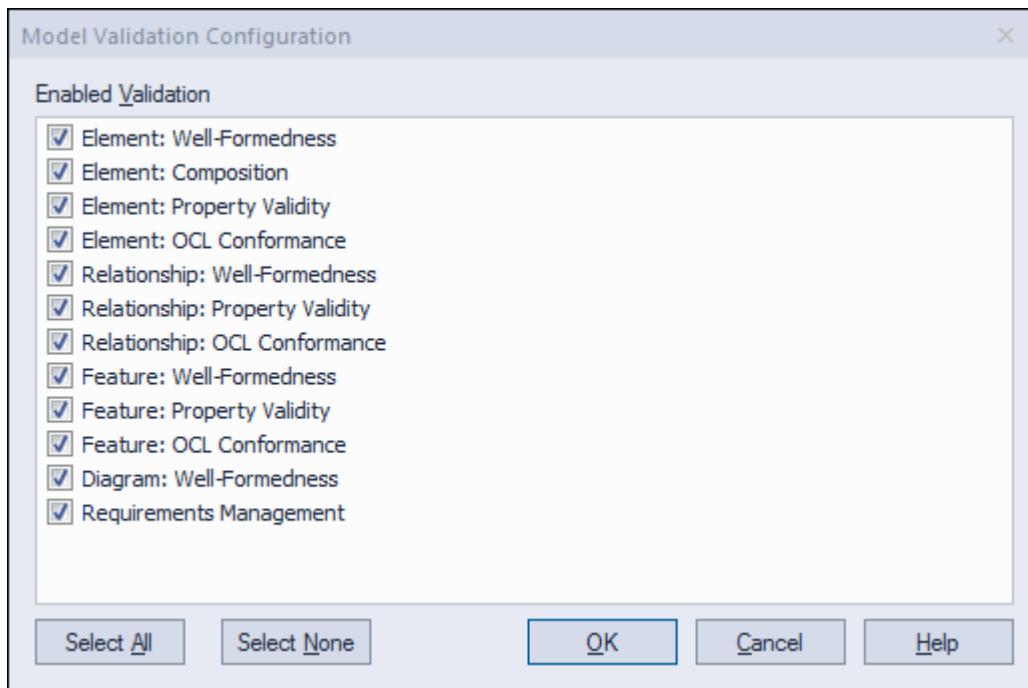 Model Validation Configuration
Enabled Validation
Element: Well-Formedness
Element: Composition
Element: Property Validity
Element: OCL Conformance
Relationship: Well-Formedness
Relationship: Property Validity
Relationship: OCL Conformance
Feature: Well-Formedness
Feature: Property Validity
Feature: OCL Conformance
Diagram: Well-Formedness
Requirements Management
Select All Select None OK Cancel Help